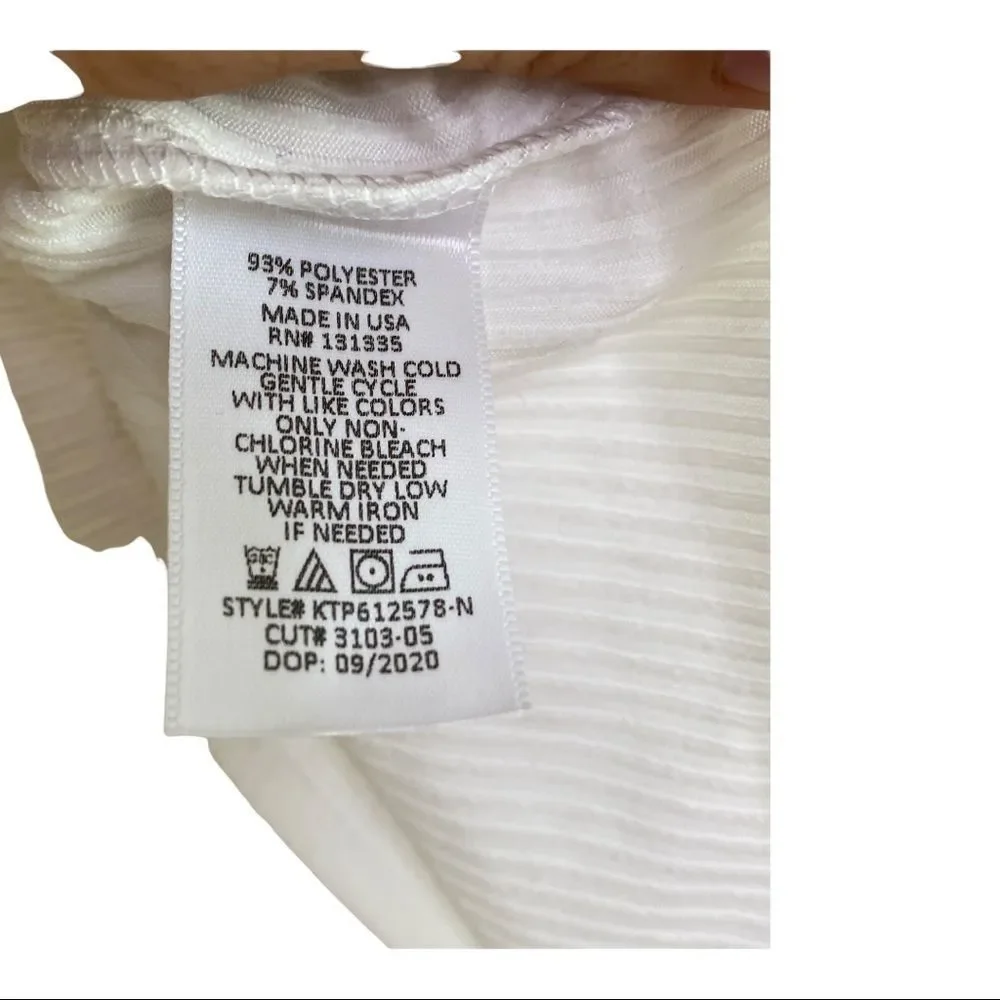 93% POLYESTER
7% SPANDEX
MADE IN USA
RN# 131335
MACHINE WASH COLD
GENTLE CYCLE
WITH LIKE COLORS
ONLY NON-
CHLORINE BLEACH
WHEN NEEDED
TUMBLE DRY LOW
WARM IRON
IF NEEDED
STYLE# KTP612578-N
CUT# 3103-05
DOP: 09/2020